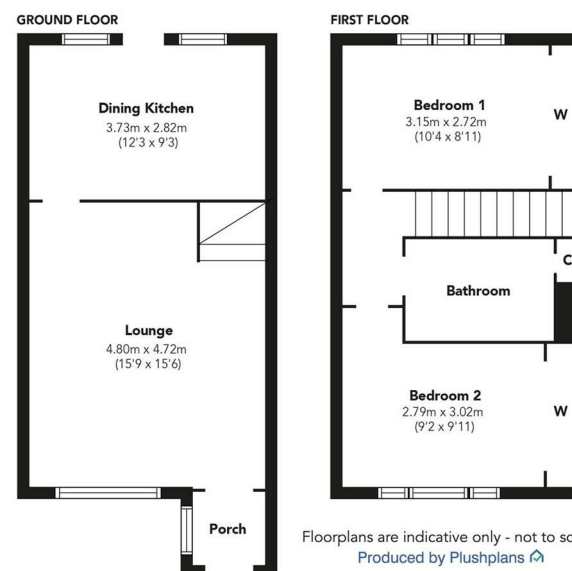 GROUND FLOOR
Dining Kitchen
3.73m x 2.82m
(12'3 x 9'3)
Lounge
4.80m x 4.72m
(15'9 x 15'6)
Porch
FIRST FLOOR
Bedroom 1
3.15m x 2.72m
(10'4 x 8'11)
W
C
Bathroom
Bedroom 2
2.79m x 3.02m
(9'2 x 9'11)
W
Floorplans are indicative only - not to sc
Produced by Plushplans